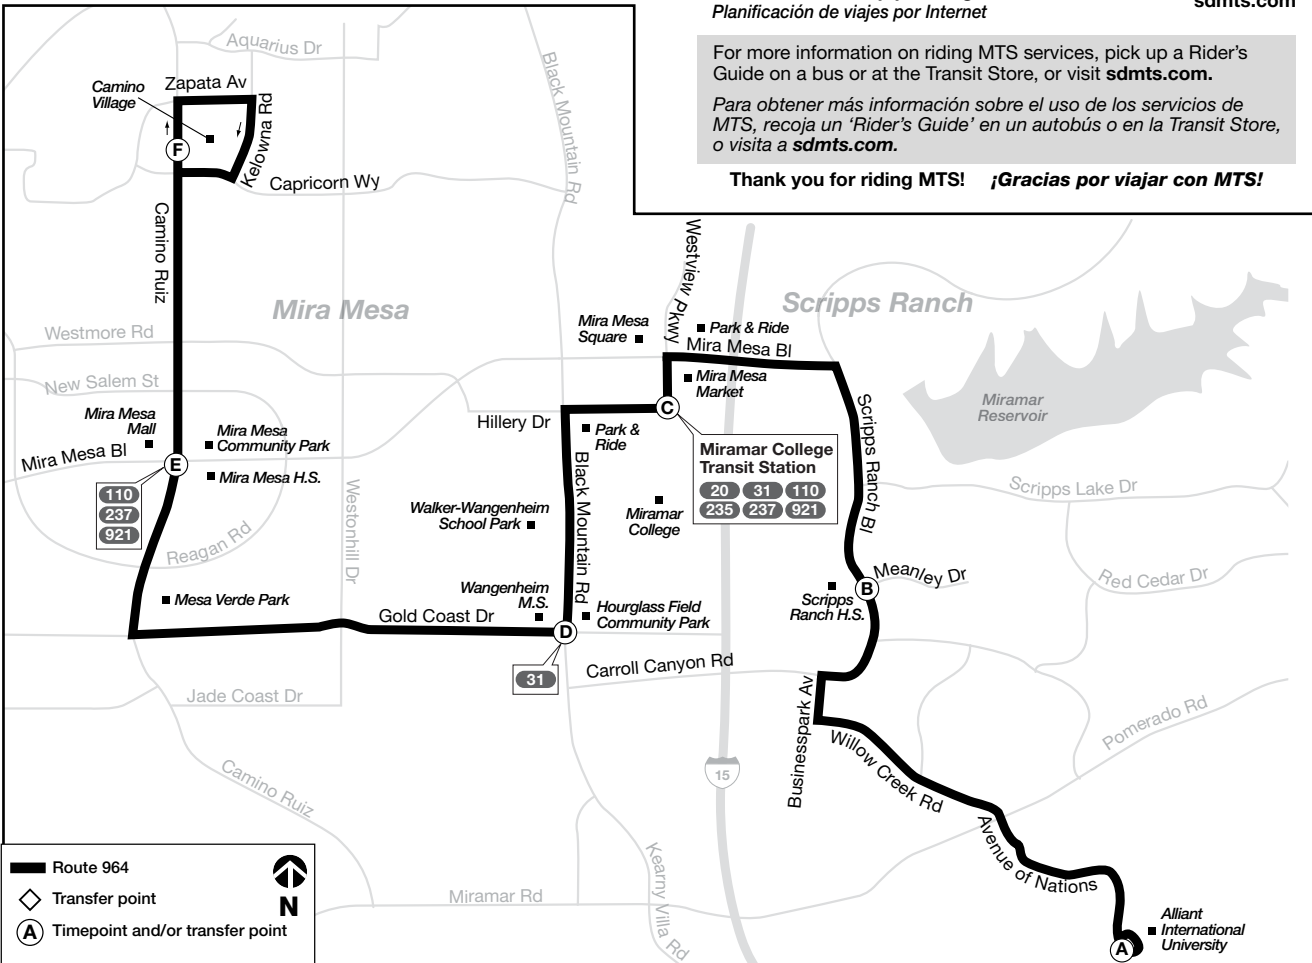 Planificación de viajes por Internet
sdmts.com
For more information on riding MTS services, pick up a Rider's
Guide on a bus or at the Transit Store, or visit sdmts.com.
Para obtener más información sobre el uso de los servicios de
MTS, recoja un 'Rider's Guide' en un autobús o en la Transit Store,
o visita a sdmts.com.
Thank you for riding MTS! ¡Gracias por viajar con MTS!
Aquarius Dr
Zapata Av
Camino
Village
Kelowna Rd
F
Capricorn Wy
Black Mountain Rd
Camino Ruiz
Westview Pkwy
Mira Mesa
Scripps Ranch
Westmore Rd
Mira Mesa
Square
Park & Ride
Mira Mesa Bl
New Salem St
Mira Mesa
Market
Miramar
Reservoir
Mira Mesa
Mall
Mira Mesa
Community Park
Hillery Dr
C
Park &
Ride
Scripps Ranch Bl
Mira Mesa Bl
E
Mira Mesa H.S.
Miramar College
Transit Station
20 31 110
235 237 921
110
237
921
Westonhill Dr
Black Mountain Rd
Scripps Lake Dr
Walker-Wangenheim
School Park
Miramar
College
Reagan Rd
Meanley Dr
Red Cedar Dr
B
Scripps
Ranch H.S.
Mesa Verde Park
Wangenheim
M.S.
Hourglass Field
Community Park
Gold Coast Dr
D
31
Carroll Canyon Rd
Jade Coast Dr
Businesspark Av
Pomerado Rd
Willow Creek Rd
15
Camino Ruiz
Avenue of Nations
Kearny Villa Rd
Miramar Rd
Alliant
International
University
A
Route 964
Transfer point
A Timepoint and/or transfer point
N